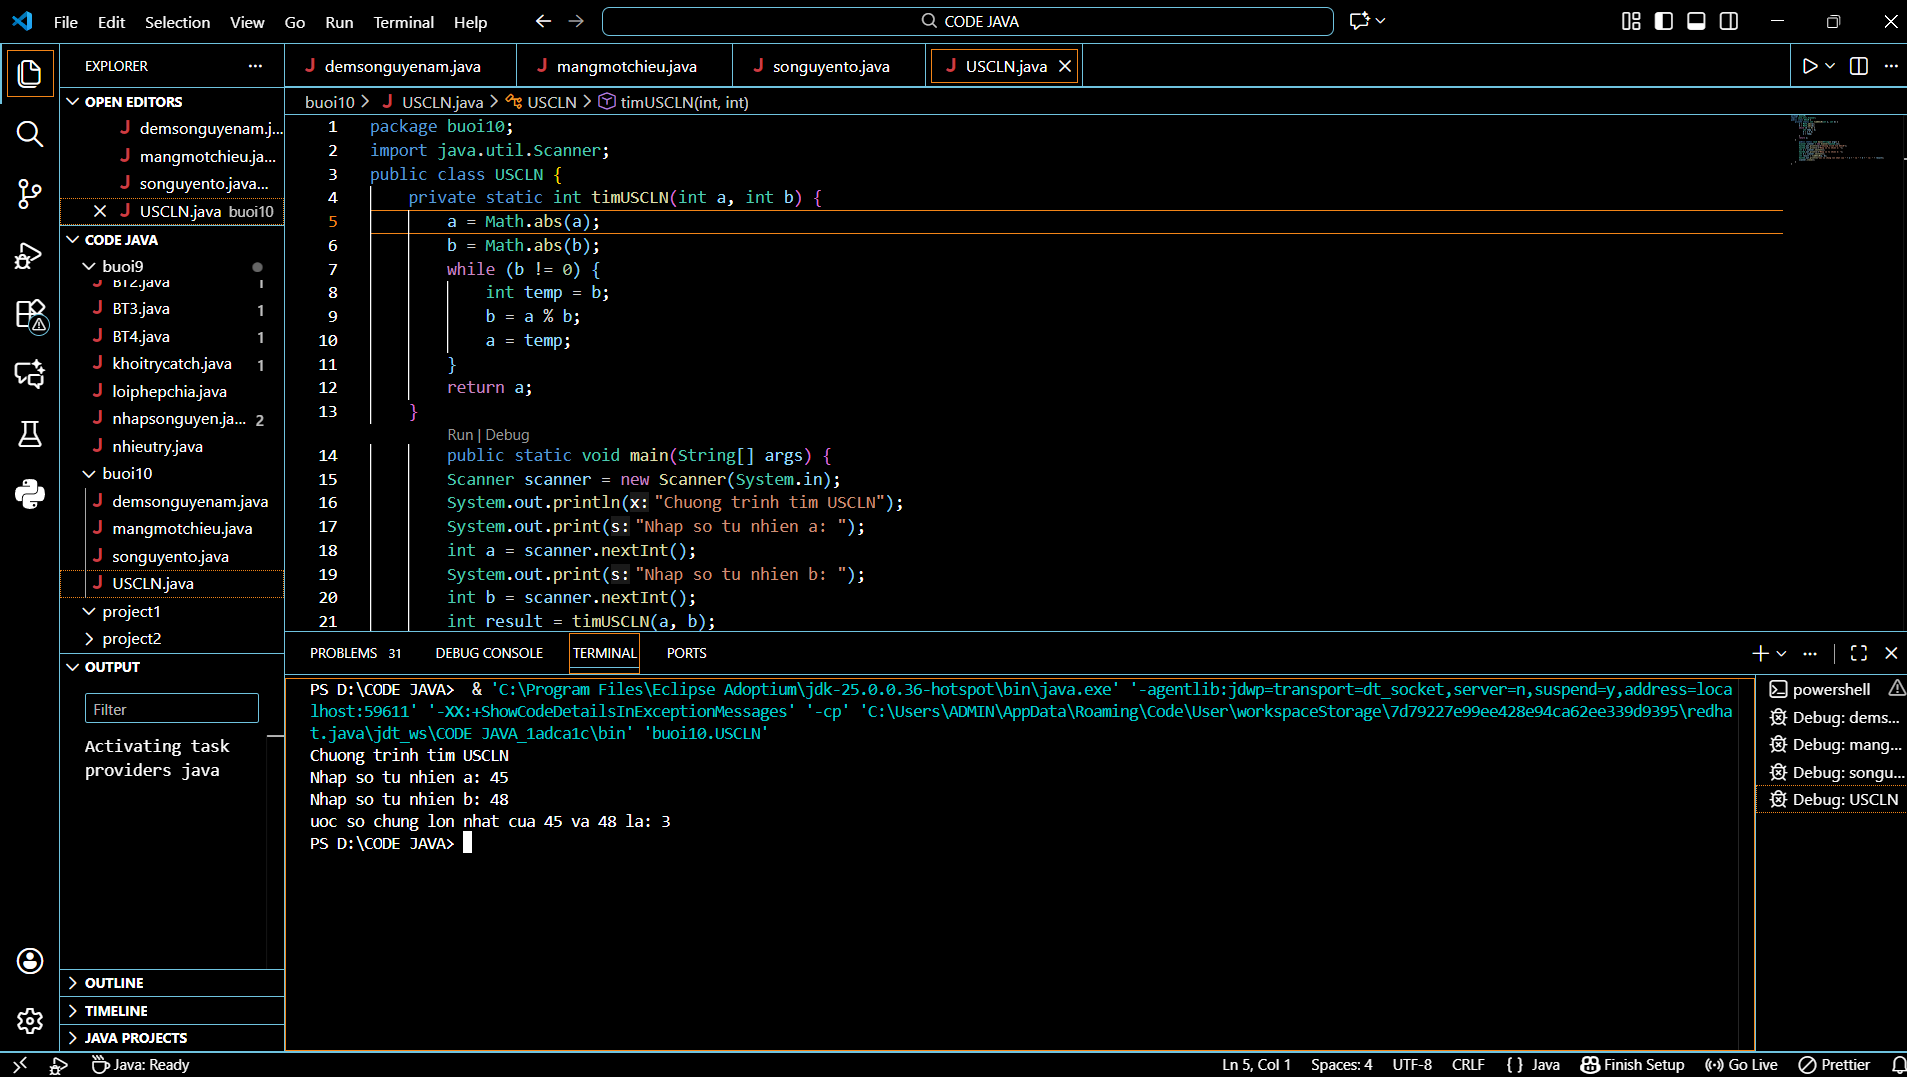 File Edit Selection View Go Run Terminal Help
CODE JAVA
EXPLORER
OPEN EDITORS
demsonguyenam.j...
mangmotchieu.ja...
songuyento.java...
USCLN.java buoi10
CODE JAVA
buoi9
BT2.java 1
BT3.java 1
BT4.java 1
khoitrycatch.java 1
loiphepchia.java
nhapsonguyen.ja... 2
nhieutry.java
buoi10
demsonguyenam.java
mangmotchieu.java
songuyento.java
USCLN.java
project1
project2
OUTPUT
Filter
Activating task
providers java
OUTLINE
TIMELINE
JAVA PROJECTS
demsonguyenam.java mangmotchieu.java songuyento.java USCLN.java
buoi10 > USCLN.java > USCLN > timUSCLN(int, int)
1 package buoi10;
2 import java.util.Scanner;
3 public class USCLN {
4 private static int timUSCLN(int a, int b) {
5 a = Math.abs(a);
6 b = Math.abs(b);
7 while (b != 0) {
8 int temp = b;
9 b = a % b;
10 a = temp;
11 }
12 return a;
13 }
Run | Debug
14 public static void main(String[] args) {
15 Scanner scanner = new Scanner(System.in);
16 System.out.println(x: "Chuong trinh tim USCLN");
17 System.out.print(s: "Nhap so tu nhien a: ");
18 int a = scanner.nextInt();
19 System.out.print(s: "Nhap so tu nhien b: ");
20 int b = scanner.nextInt();
21 int result = timUSCLN(a, b);
PROBLEMS 31 DEBUG CONSOLE TERMINAL PORTS
PS D:\CODE JAVA>  & 'C:\Program Files\Eclipse Adoptium\jdk-25.0.0.36-hotspot\bin\java.exe' '-agentlib:jdwp=transport=dt_socket,server=n,suspend=y,address=loca
lhost:59611' '-XX:+ShowCodeDetailsInExceptionMessages' '-cp' 'C:\Users\ADMIN\AppData\Roaming\Code\User\workspaceStorage\7d79227e99ee428e94ca62ee339d9395\redha
t.java\jdt_ws\CODE JAVA_1adca1c\bin' 'buoi10.USCLN'
Chuong trinh tim USCLN
Nhap so tu nhien a: 45
Nhap so tu nhien b: 48
uoc so chung lon nhat cua 45 va 48 la: 3
PS D:\CODE JAVA>
powershell
Debug: dems...
Debug: mang...
Debug: songu...
Debug: USCLN
Java: Ready
Ln 5, Col 1 Spaces: 4 UTF-8 CRLF { } Java Finish Setup Go Live Prettier